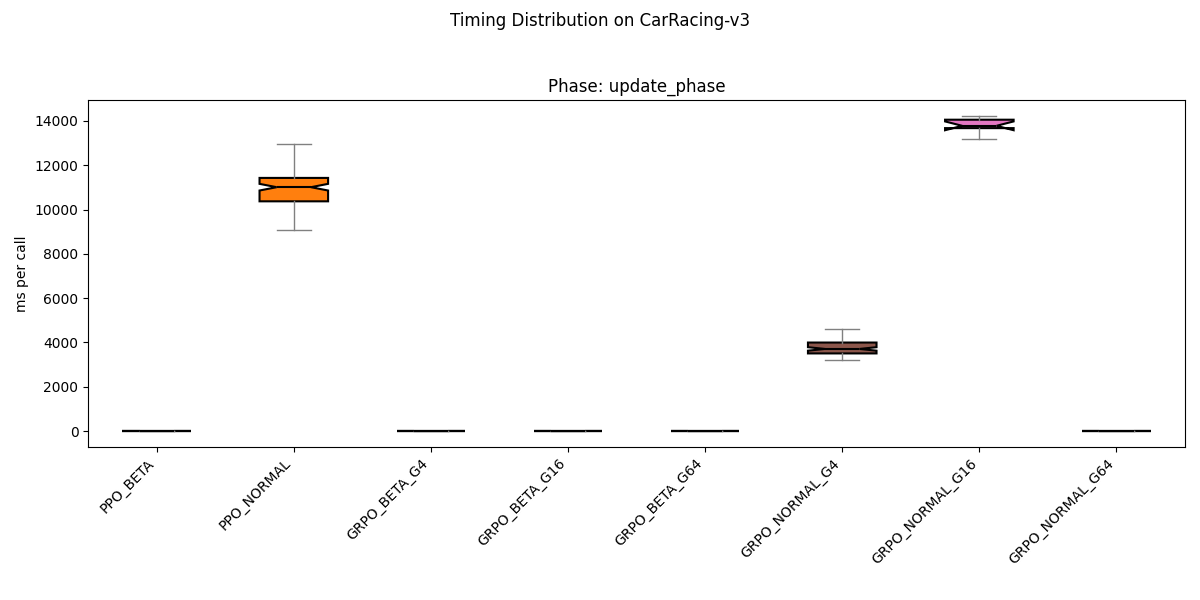 Timing Distribution on CarRacing-v3
Phase: update_phase
ms per call
14000
12000
10000
8000
6000
4000
2000
0
PPO_BETA
PPO_NORMAL
GRPO_BETA_G4
GRPO_BETA_G16
GRPO_BETA_G64
GRPO_NORMAL_G4
GRPO_NORMAL_G16
GRPO_NORMAL_G64